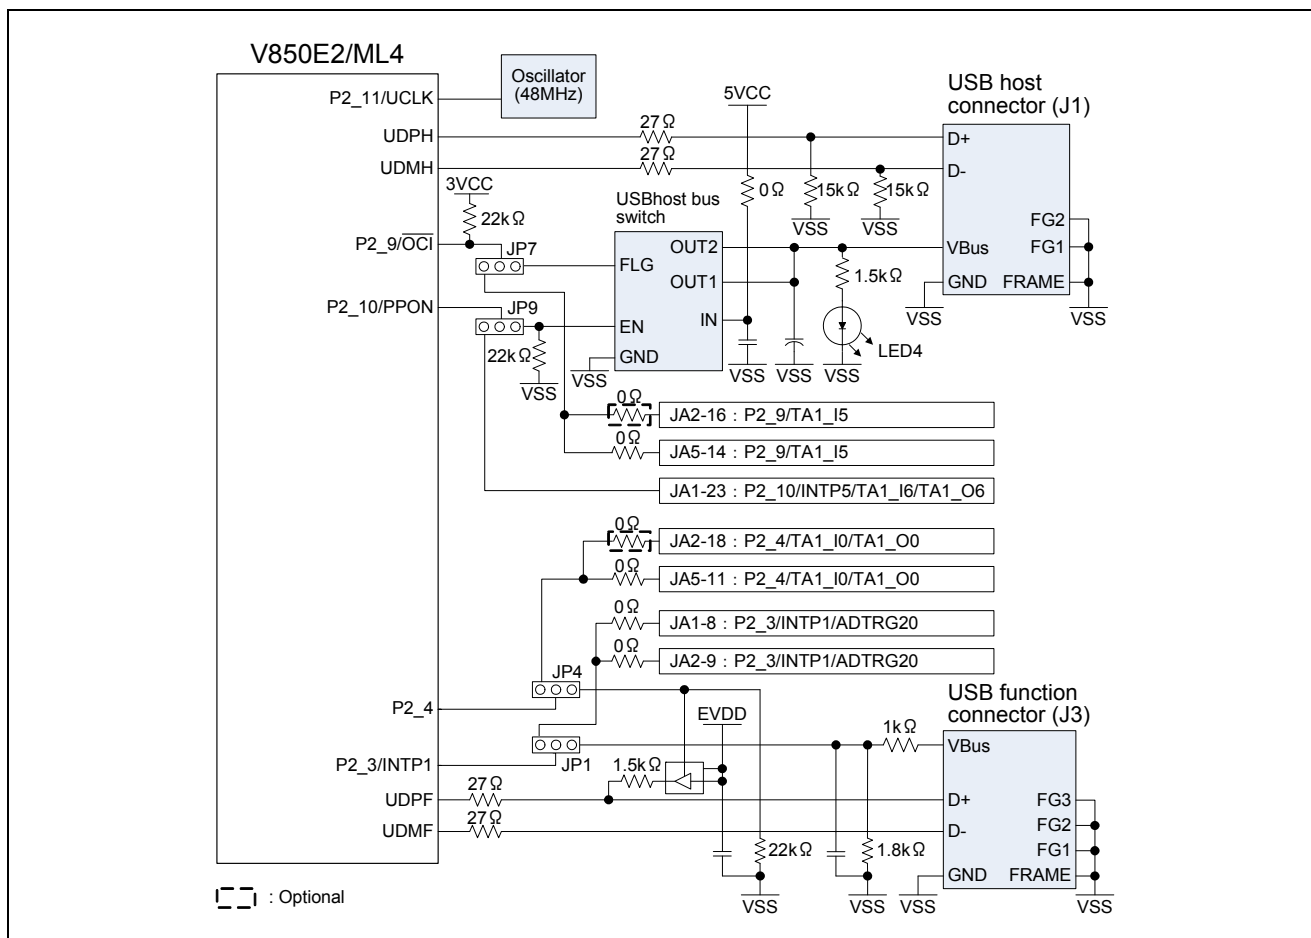 V850E2/ML4
P2_11/UCLK
Oscillator
(48MHz)
5VCC
USB host
connector (J1)
UDPH
27Ω
D+
UDMH
27Ω
D-
3VCC
22kΩ
0Ω
15kΩ
15kΩ
VSS
VSS
USBhost bus
switch
FG2
P2_9/OCI
JP7
FLG
OUT2
VBus
FG1
OUT1
1.5kΩ
GND
FRAME
P2_10/PPON
JP9
EN
IN
VSS
VSS
LED4
22kΩ
GND
VSS
VSS
VSS
VSS
VSS
0Ω
JA2-16 : P2_9/TA1_I5
0Ω
JA5-14 : P2_9/TA1_I5
JA1-23 : P2_10/INTP5/TA1_I6/TA1_O6
0Ω
JA2-18 : P2_4/TA1_I0/TA1_O0
0Ω
JA5-11 : P2_4/TA1_I0/TA1_O0
0Ω
JA1-8 : P2_3/INTP1/ADTRG20
0Ω
JA2-9 : P2_3/INTP1/ADTRG20
JP4
USB function
connector (J3)
P2_4
EVDD
1kΩ
VBus
P2_3/INTP1
JP1
1.5kΩ
UDPF
27Ω
D+
FG3
UDMF
27Ω
D-
FG2
22kΩ
1.8kΩ
FG1
GND
FRAME
VSS
VSS
VSS
VSS
: Optional